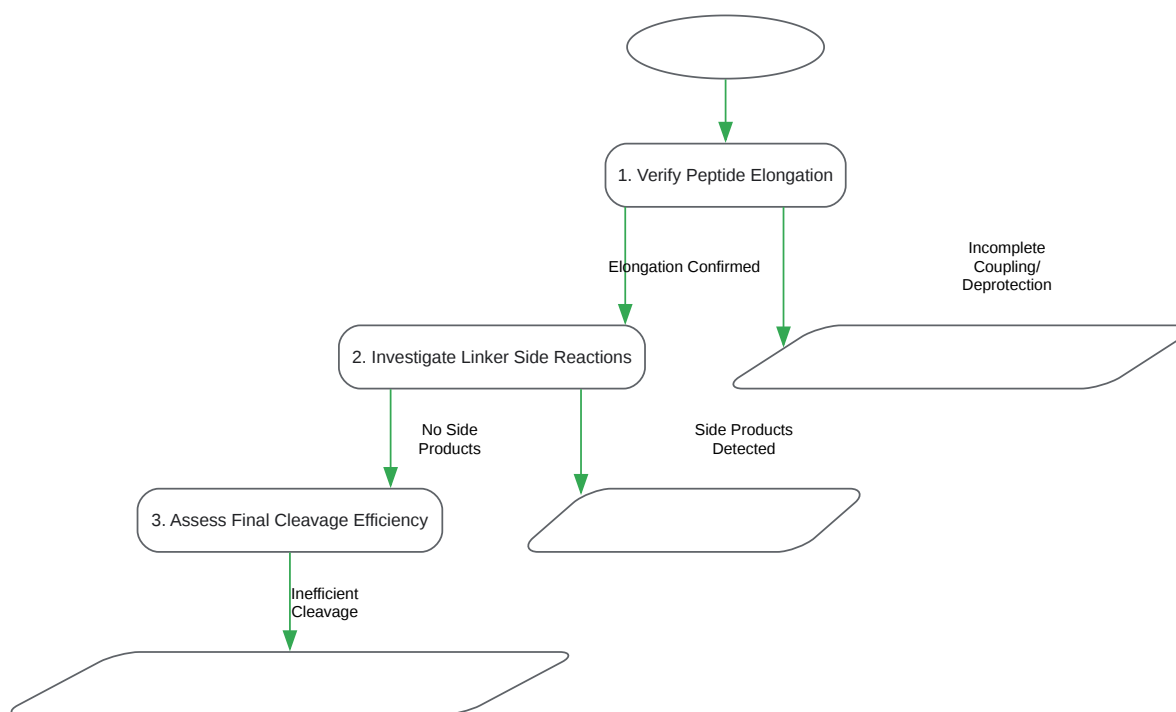 1. Verify Peptide Elongation
Elongation Confirmed
Incomplete
Coupling/
Deprotection
2. Investigate Linker Side Reactions
No Side
Products
Side Products
Detected
3. Assess Final Cleavage Efficiency
Inefficient
Cleavage